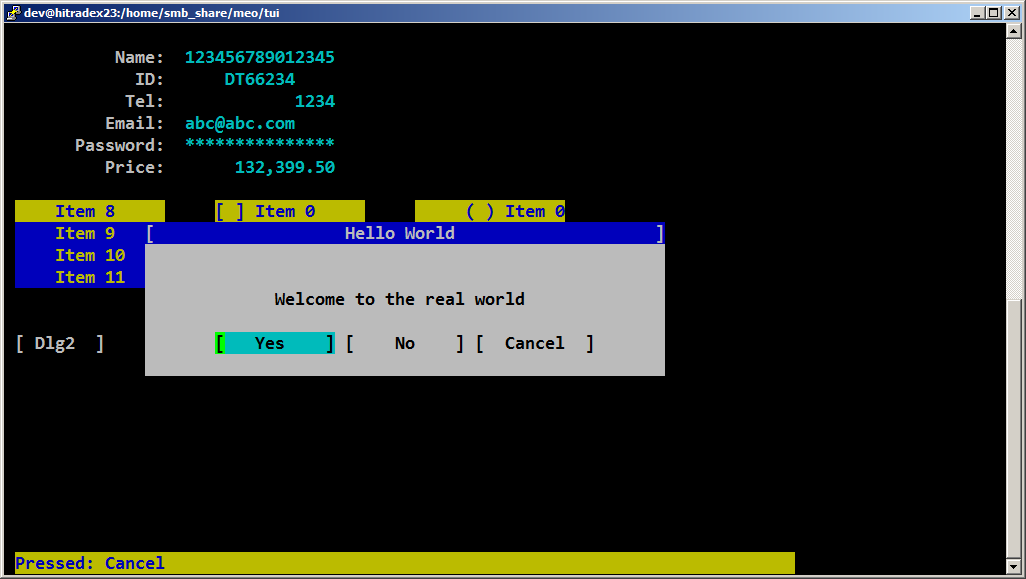 dev@hitradex23:/home/smb_share/meo/tui
Name: 123456789012345
ID: DT66234
Tel: 1234
Email: abc@abc.com
Password: ***************
Price: 132,399.50
Item 8 [ ] Item 0 ( ) Item 0
Item 9 [ Hello World ]
Item 10
Item 11
Welcome to the real world
[ Dlg2 ] [ Yes ] [ No ] [ Cancel ]
Pressed: Cancel